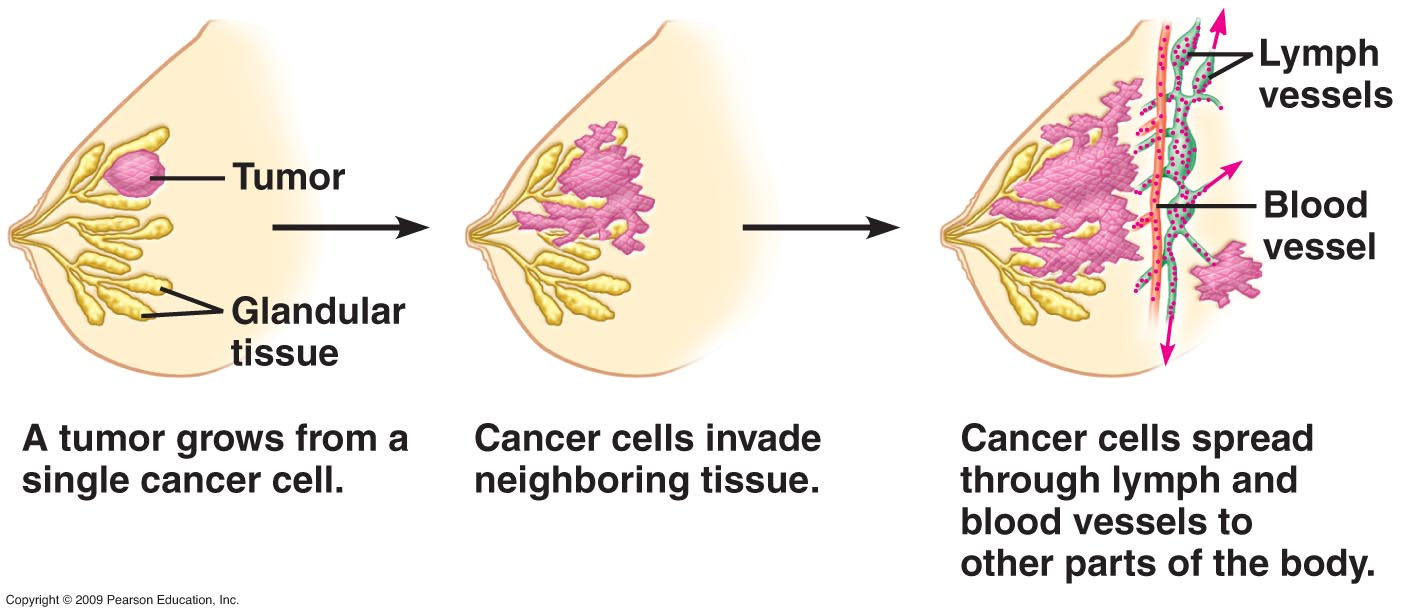 Tumor
Glandular
tissue
Lymph
vessels
Blood
vessel
A tumor grows from a
single cancer cell.
Cancer cells invade
neighboring tissue.
Cancer cells spread
through lymph and
blood vessels to
other parts of the body.
Copyright © 2009 Pearson Education, Inc.